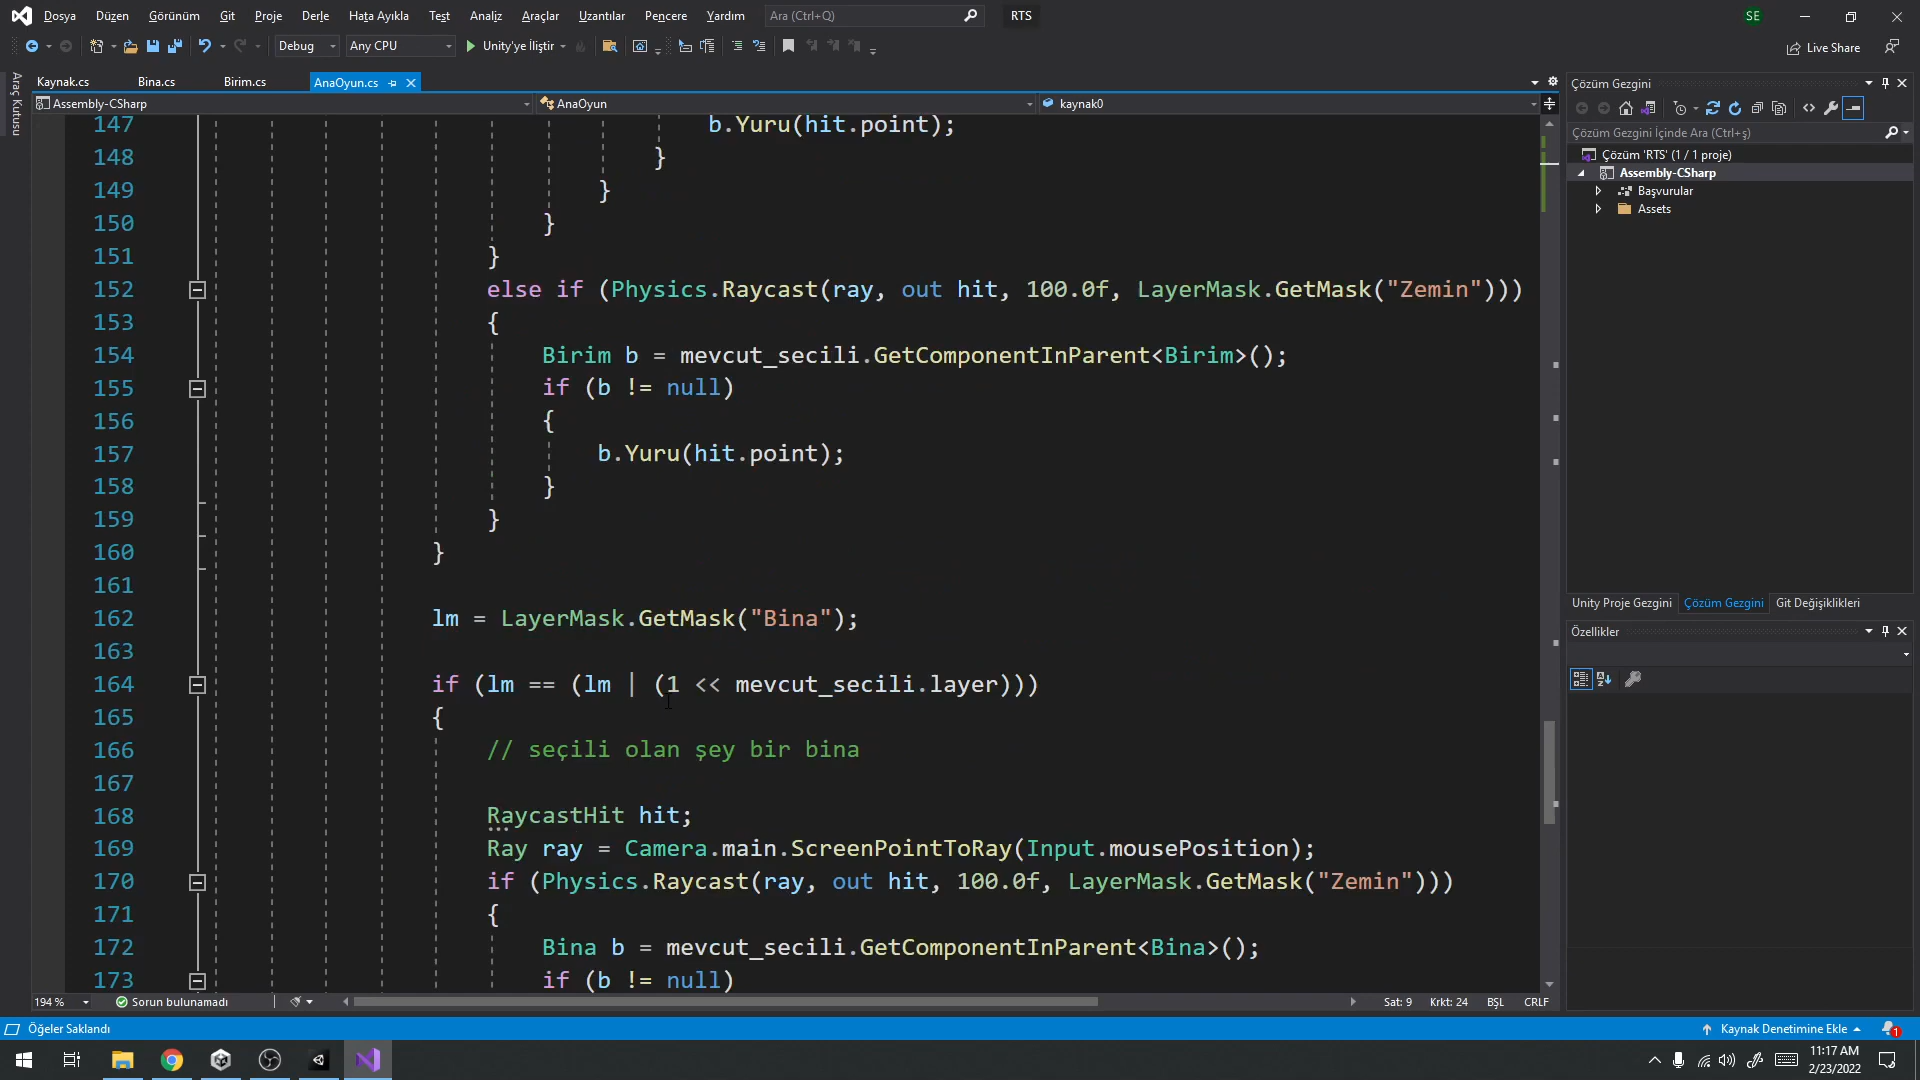 Dosya Düzen Görünüm Git Proje Derle Hata Ayıkla Test Analiz Araçlar Uzantılar Pencere Yardım Ara (Ctrl+Q) RTS SE
Debug Any CPU Unity'ye İliştir Live Share
Araç Kutusu
Kaynak.cs Bina.cs Birim.cs AnaOyun.cs
Assembly-CSharp AnaOyun kaynak0
147 b.Yuru(hit.point);
148 }
149 }
150 }
151 }
152 else if (Physics.Raycast(ray, out hit, 100.0f, LayerMask.GetMask("Zemin")))
153 {
154 Birim b = mevcut_secili.GetComponentInParent<Birim>();
155 if (b != null)
156 {
157 b.Yuru(hit.point);
158 }
159 }
160 }
161
162 lm = LayerMask.GetMask("Bina");
163
164 if (lm == (lm | (1 << mevcut_secili.layer)))
165 {
166 // seçili olan şey bir bina
167
168 RaycastHit hit;
169 Ray ray = Camera.main.ScreenPointToRay(Input.mousePosition);
170 if (Physics.Raycast(ray, out hit, 100.0f, LayerMask.GetMask("Zemin")))
171 {
172 Bina b = mevcut_secili.GetComponentInParent<Bina>();
173 if (b != null)
194 % Sorun bulunamadı Sat: 9 Krkt: 24 BŞL CRLF
Çözüm Gezgini
Çözüm Gezgini İçinde Ara (Ctrl+ş)
Çözüm 'RTS' (1 / 1 proje)
Assembly-CSharp
Başvurular
Assets
Unity Proje Gezgini Çözüm Gezgini Git Değişiklikleri
Özellikler
Öğeler Saklandı Kaynak Denetimine Ekle 1
11:17 AM
2/23/2022